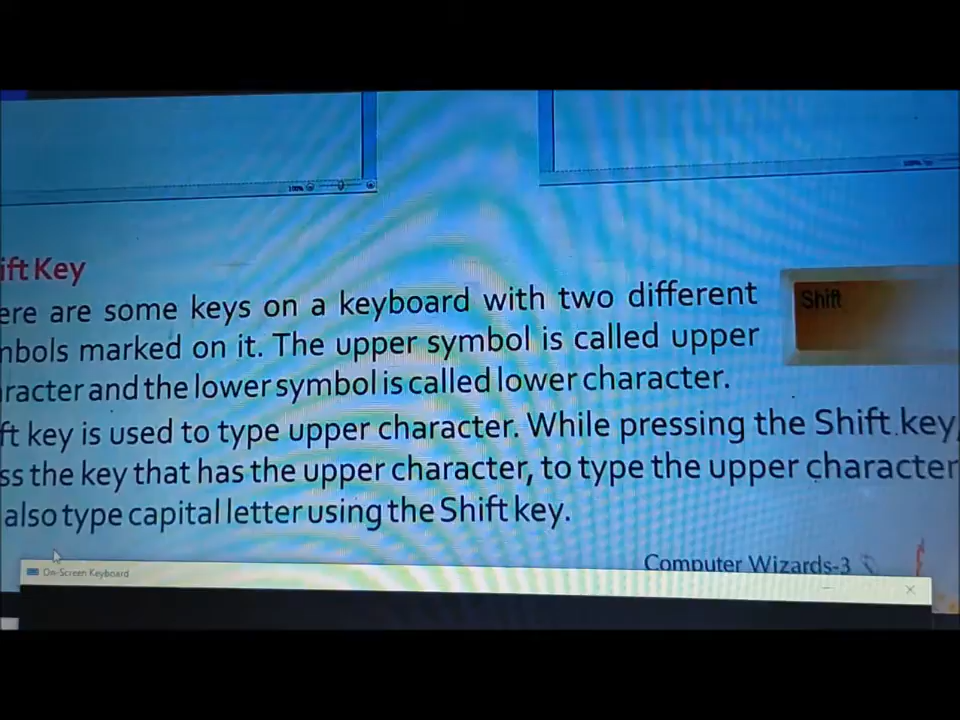 100%
100%
ift Key
ere are some keys on a keyboard with two different
Shift
nbols marked on it. The upper symbol is called upper
racter and the lower symbol is called lower character.
ft key is used to type upper character. While pressing the Shift key,
ss the key that has the upper character, to type the upper character
also type capital letter using the Shift key.
Computer Wizards-3
On-Screen Keyboard